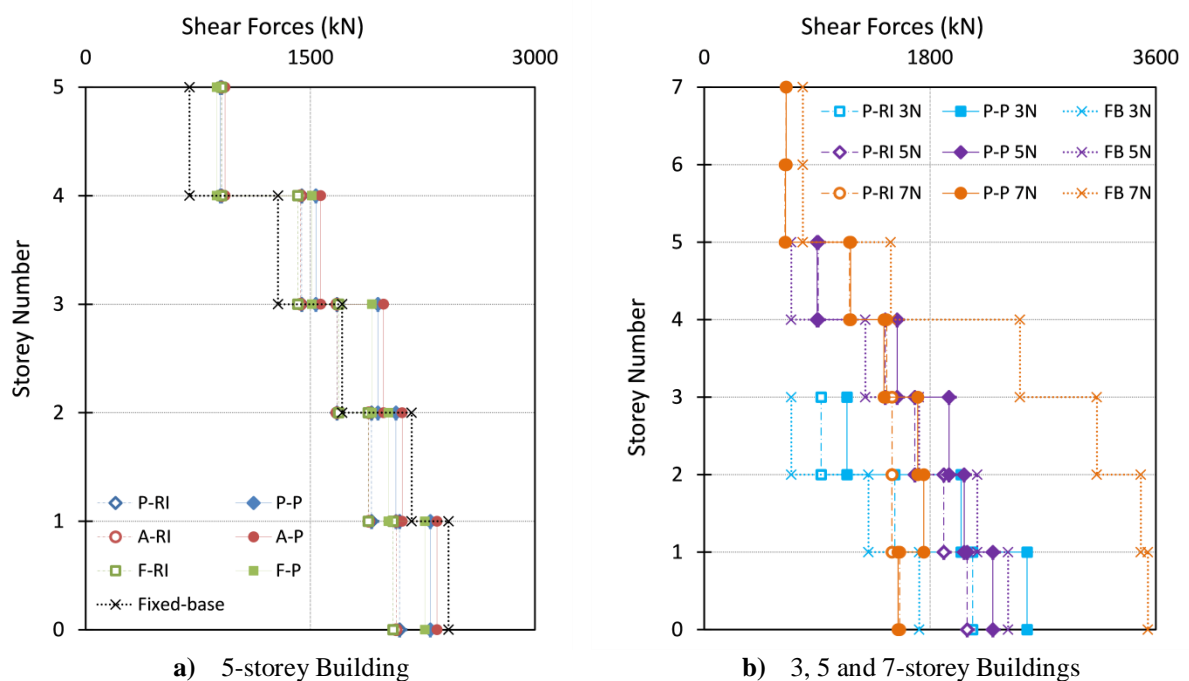 Shear Forces (kN)
0 1500 3000
5
4
3
2
1
0
Storey Number
P-RI P-P
A-RI A-P
F-RI F-P
Fixed-base
a) 5-storey Building
Shear Forces (kN)
0 1800 3600
7
6
5
4
3
2
1
0
Storey Number
P-RI 3N P-P 3N FB 3N
P-RI 5N P-P 5N FB 5N
P-RI 7N P-P 7N FB 7N
b) 3, 5 and 7-storey Buildings